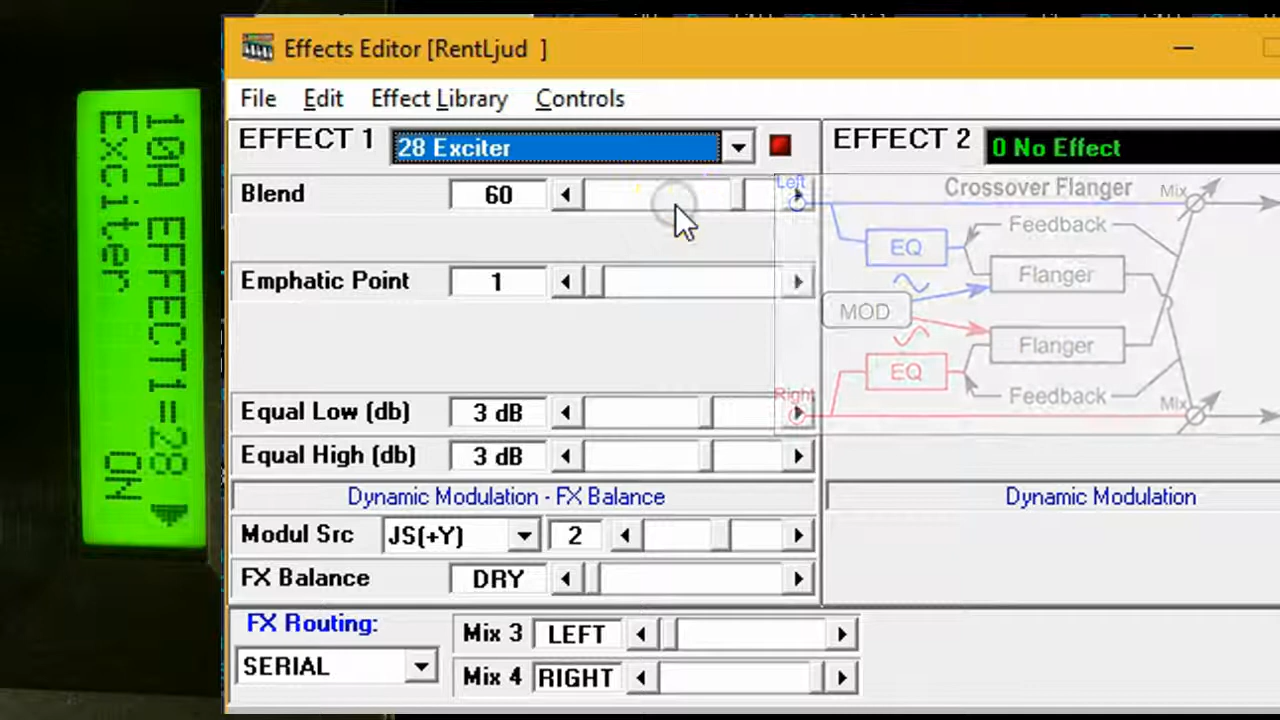 10A EFFECT1=28
Exciter ON
Effects Editor [RentLjud ]
File Edit Effect Library Controls
EFFECT 1 28 Exciter EFFECT 2 0 No Effect
Blend 60
Emphatic Point 1
Equal Low (db) 3 dB
Equal High (db) 3 dB
Dynamic Modulation - FX Balance
Modul Src JS(+Y) 2
FX Balance DRY
FX Routing:
SERIAL
Mix 3 LEFT
Mix 4 RIGHT
Left Crossover Flanger Mix
Feedback
EQ
Flanger
MOD
Flanger
EQ
Feedback
Right Mix
Dynamic Modulation